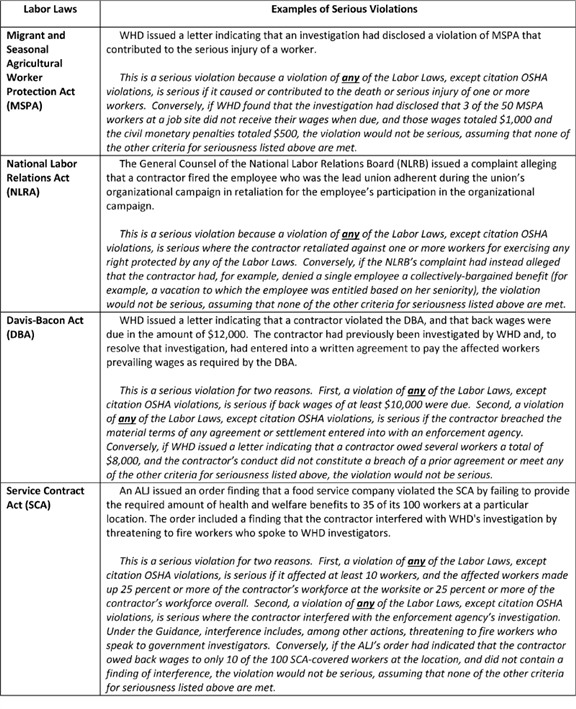 Labor Laws
Examples of Serious Violations
Migrant and
Seasonal
Agricultural
Worker
Protection Act
(MSPA)
WHD issued a letter indicating that an investigation had disclosed a violation of MSPA that
contributed to the serious injury of a worker.
This is a serious violation because a violation of any of the Labor Laws, except citation OSHA
violations, is serious if it caused or contributed to the death or serious injury of one or more
workers. Conversely, if WHD found that the investigation had disclosed that 3 of the 50 MSPA
workers at a job site did not receive their wages when due, and those wages totaled $1,000 and
the civil monetary penalties totaled $500, the violation would not be serious, assuming that none of
the other criteria for seriousness listed above are met.
National Labor
Relations Act
(NLRA)
The General Counsel of the National Labor Relations Board (NLRB) issued a complaint alleging
that a contractor fired the employee who was the lead union adherent during the union's
organizational campaign in retaliation for the employee's participation in the organizational
campaign.
This is a serious violation because a violation of any of the Labor Laws, except citation OSHA
violations, is serious where the contractor retaliated against one or more workers for exercising any
right protected by any of the Labor Laws. Conversely, if the NLRB's complaint had instead alleged
that the contractor had, for example, denied a single employee a collectively-bargained benefit (for
example, a vacation to which the employee was entitled based on her seniority), the violation
would not be serious, assuming that none of the other criteria for seriousness listed above are met.
Davis-Bacon Act
(DBA)
WHD issued a letter indicating that a contractor violated the DBA, and that back wages were
due in the amount of $12,000. The contractor had previously been investigated by WHD and, to
resolve that investigation, had entered into a written agreement to pay the affected workers
prevailing wages as required by the DBA.
This is a serious violation for two reasons. First, a violation of any of the Labor Laws, except
citation OSHA violations, is serious if back wages of at least $10,000 were due. Second, a violation
of any of the Labor Laws, except citation OSHA violations, is serious if the contractor breached the
material terms of any agreement or settlement entered into with an enforcement agency.
Conversely, if WHD issued a letter indicating that a contractor owed several workers a total of
$8,000, and the contractor's conduct did not constitute a breach of a prior agreement or meet any
of the other criteria for seriousness listed above, the violation would not be serious.
Service Contract
Act (SCA)
An ALJ issued an order finding that a food service company violated the SCA by failing to provide
the required amount of health and welfare benefits to 35 of its 100 workers at a particular
location. The order included a finding that the contractor interfered with WHD's investigation by
threatening to fire workers who spoke to WHD investigators.
This is a serious violation for two reasons. First, a violation of any of the Labor Laws, except
citation OSHA violations, is serious if it affected at least 10 workers, and the affected workers made
up 25 percent or more of the contractor's workforce at the worksite or 25 percent or more of
the contractor's workforce overall. Second, a violation of any of the Labor Laws, except citation OSHA
violations, is serious where the contractor interfered with the enforcement agency's investigation.
Under the Guidance, interference includes, among other actions, threatening to fire workers who
speak to government investigators. Conversely, if the ALJ's order had indicated that the contractor
owed back wages to only 10 of the 100 SCA-covered workers at the location, and did not contain a
finding of interference, the violation would not be serious, assuming that none of the other criteria
for seriousness listed above are met.